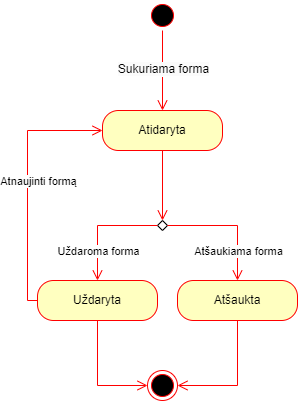 Sukuriama forma
Atidaryta
Atnaujinti formą
Uždaroma forma
Atšaukiama forma
Uždaryta
Atšaukta